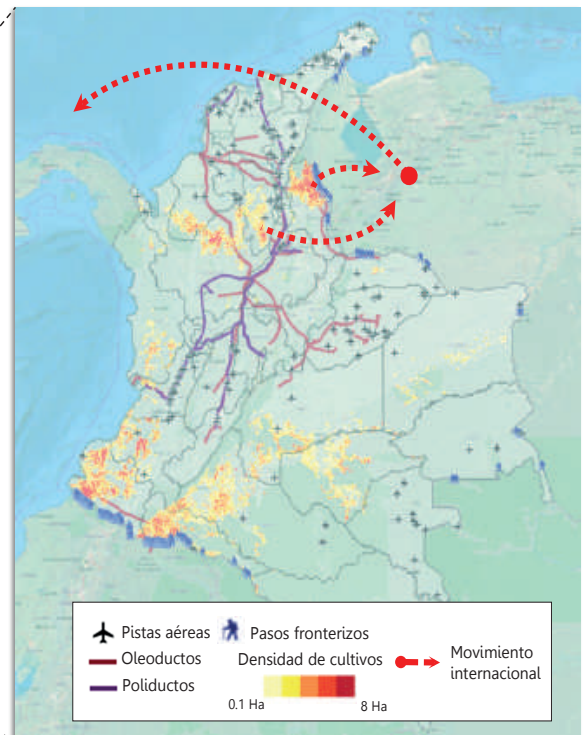 Pistas aéreas
Pasos fronterizos
Oleoductos
Densidad de cultivos
Movimiento
internacional
Poliductos
0.1 Ha
8 Ha